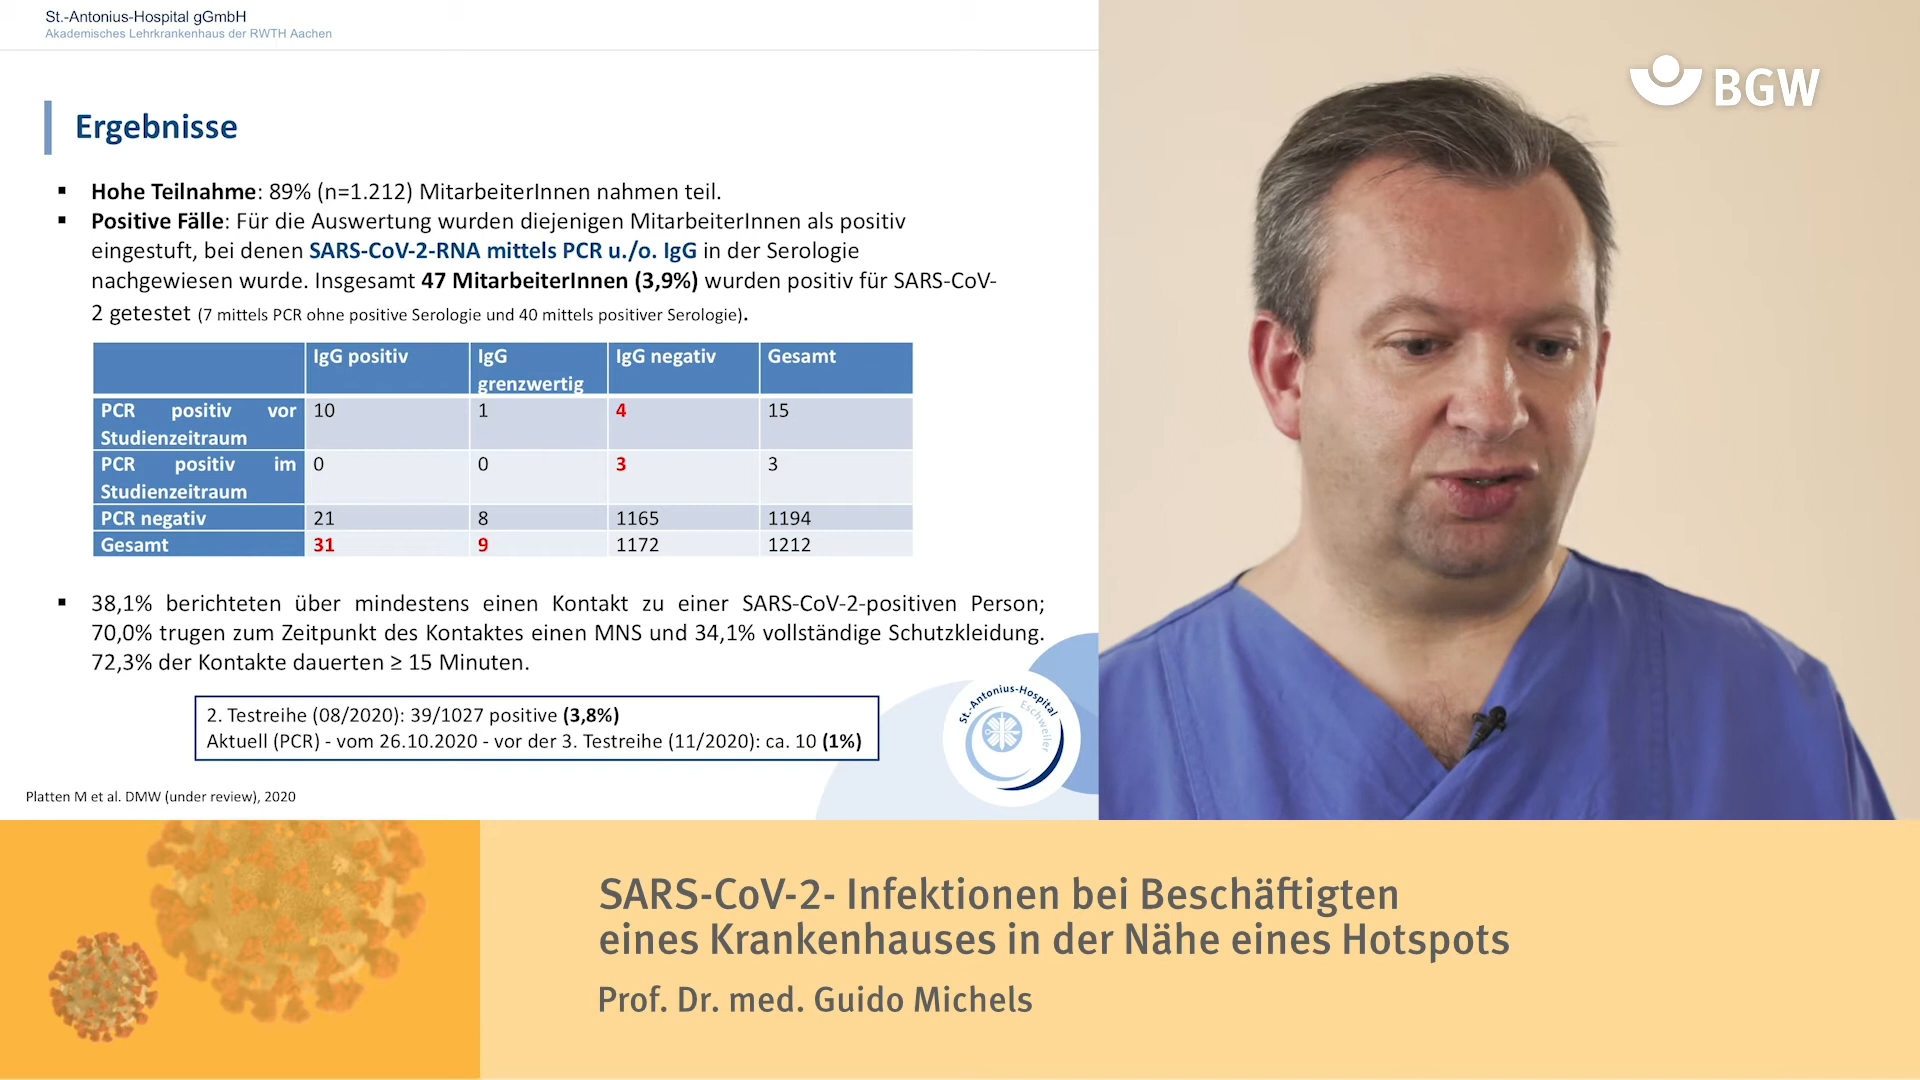 St.-Antonius-Hospital gGmbH
Akademisches Lehrkrankenhaus der RWTH Aachen
BGW
Ergebnisse
▪ Hohe Teilnahme: 89% (n=1.212) MitarbeiterInnen nahmen teil.
▪ Positive Fälle: Für die Auswertung wurden diejenigen MitarbeiterInnen als positiv
eingestuft, bei denen SARS-CoV-2-RNA mittels PCR u./o. IgG in der Serologie
nachgewiesen wurde. Insgesamt 47 MitarbeiterInnen (3,9%) wurden positiv für SARS-CoV-
2 getestet (7 mittels PCR ohne positive Serologie und 40 mittels positiver Serologie).
IgG positiv IgG grenzwertig IgG negativ Gesamt
PCR positiv vor Studienzeitraum 10 1 4 15
PCR positiv im Studienzeitraum 0 0 3 3
PCR negativ 21 8 1165 1194
Gesamt 31 9 1172 1212
▪ 38,1% berichteten über mindestens einen Kontakt zu einer SARS-CoV-2-positiven Person;
70,0% trugen zum Zeitpunkt des Kontaktes einen MNS und 34,1% vollständige Schutzkleidung.
72,3% der Kontakte dauerten ≥ 15 Minuten.
2. Testreihe (08/2020): 39/1027 positive (3,8%)
Aktuell (PCR) - vom 26.10.2020 - vor der 3. Testreihe (11/2020): ca. 10 (1%)
St.-Antonius-Hospital
Eschweiler
Platten M et al. DMW (under review), 2020
SARS-CoV-2- Infektionen bei Beschäftigten
eines Krankenhauses in der Nähe eines Hotspots
Prof. Dr. med. Guido Michels